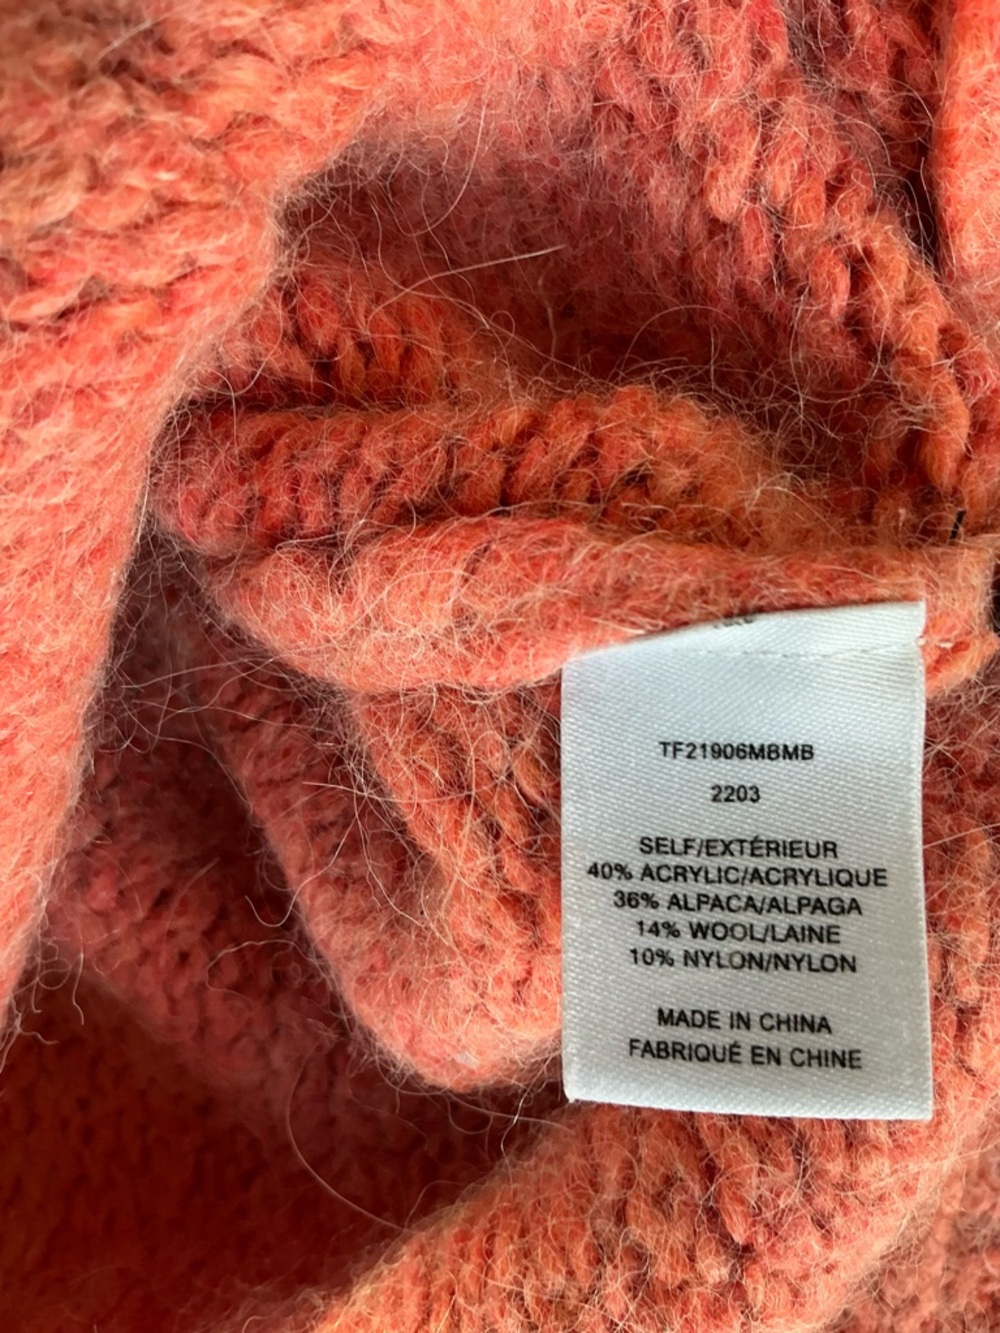 TF21906MBMB
2203
SELF/EXTÉRIEUR
40% ACRYLIC/ACRYLIQUE
36% ALPACA/ALPAGA
14% WOOL/LAINE
10% NYLON/NYLON
MADE IN CHINA
FABRIQUÉ EN CHINE